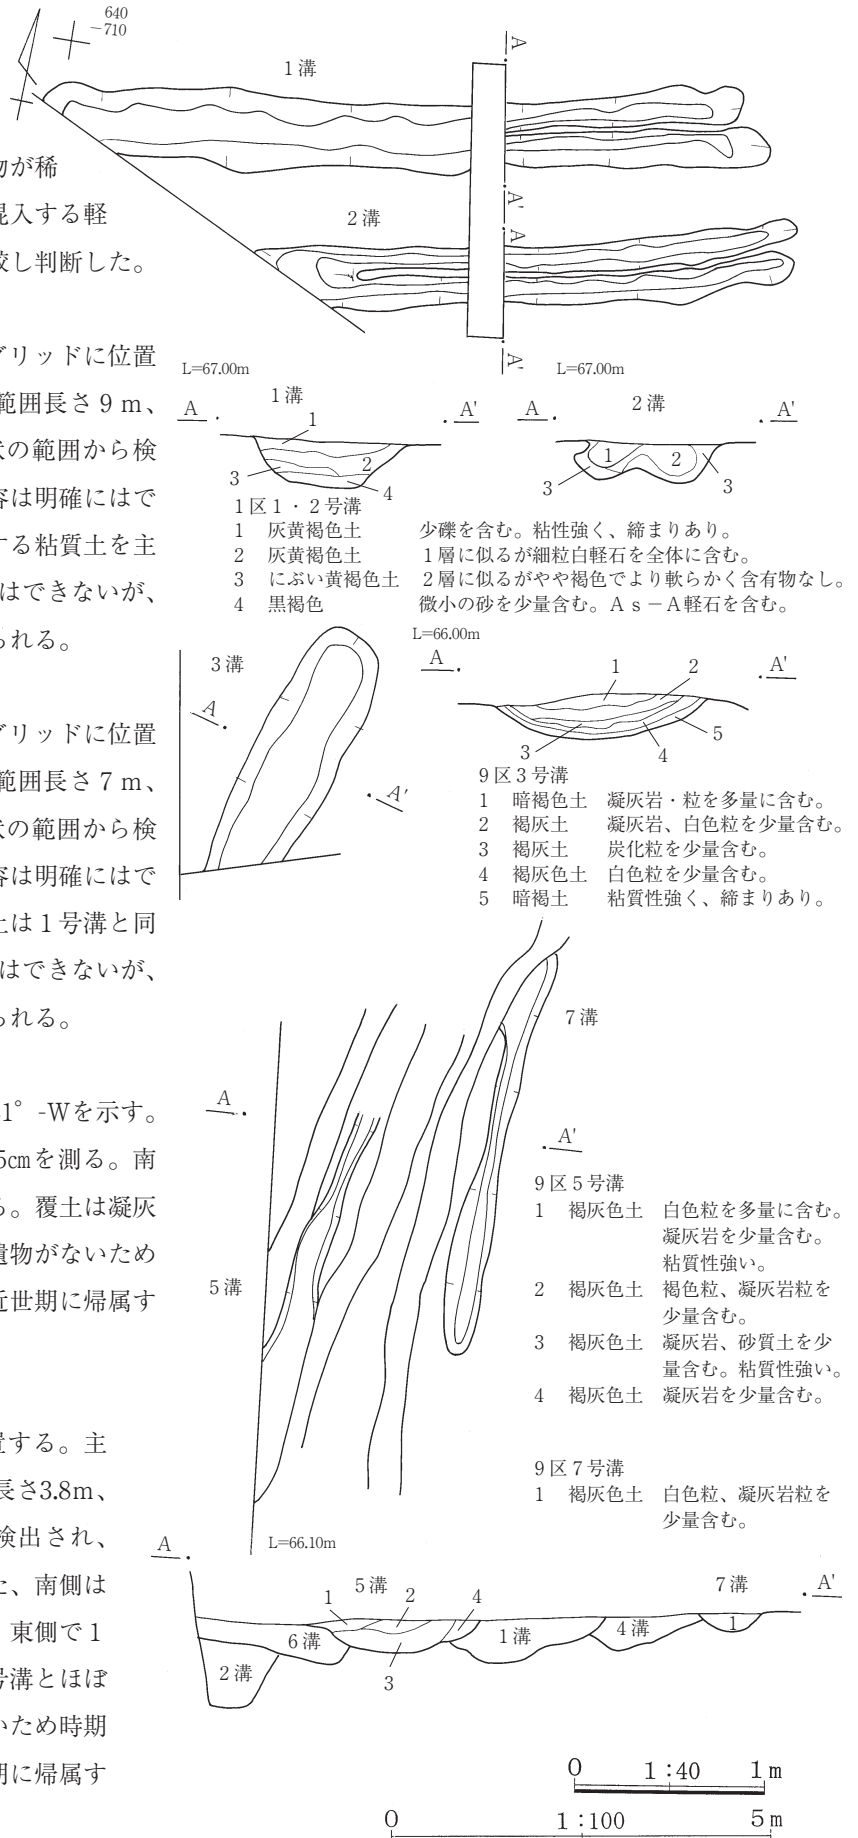 640
−710
1溝
A
物が稀
混入する軽
較し判断した。
A'
A
2溝
A'
グリッドに位置
範囲長さ9m、
状の範囲から検
容は明確にはで
する粘質土を主
はできないが、
られる。
L=67.00m
1溝
A
A'
1
2
3
4
L=67.00m
2溝
A
A'
1
2
3
3
1区1・2号溝
1 灰黄褐色土 少礫を含む。粘性強く、締まりあり。
2 灰黄褐色土 1層に似るが細粒白軽石を全体に含む。
3 にぶい黄褐色土 2層に似るがやや褐色でより軟らかく含有物なし。
4 黒褐色 微小の砂を少量含む。As−A軽石を含む。
3溝
A
A'
L=66.00m
A
A'
1
2
3
4
5
9区3号溝
1 暗褐色土 凝灰岩・粒を多量に含む。
2 褐灰土 凝灰岩、白色粒を少量含む。
3 褐灰土 炭化粒を少量含む。
4 褐灰色土 白色粒を少量含む。
5 暗褐土 粘質性強く、締まりあり。
グリッドに位置
範囲長さ7m、
状の範囲から検
容は明確にはで
土は1号溝と同
はできないが、
られる。
1°-Wを示す。
5㎝を測る。南
る。覆土は凝灰
遺物がないため
近世期に帰属す
7溝
A
A'
5溝
9区5号溝
1 褐灰色土 白色粒を多量に含む。
凝灰岩を少量含む。
粘質性強い。
2 褐灰色土 褐色粒、凝灰岩粒を
少量含む。
3 褐灰色土 凝灰岩、砂質土を少
量含む。粘質性強い。
4 褐灰色土 凝灰岩を少量含む。
9区7号溝
1 褐灰色土 白色粒、凝灰岩粒を
少量含む。
置する。主
長さ3.8m、
検出され、
た、南側は
東側で1
号溝とほぼ
いため時期
期に帰属す
L=66.10m
A
A'
5溝
7溝
1
2
4
6溝
1溝
4溝
1
2溝
3
0 1:40 1m
0 1:100 5m